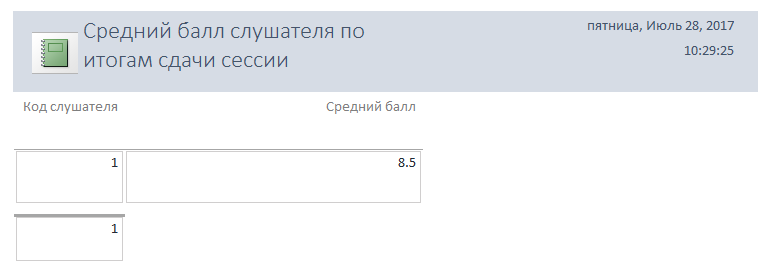 Средний балл слушателя по
итогам сдачи сессии
пятница, Июль 28, 2017
10:29:25
Код слушателя Средний балл
1 8.5
1